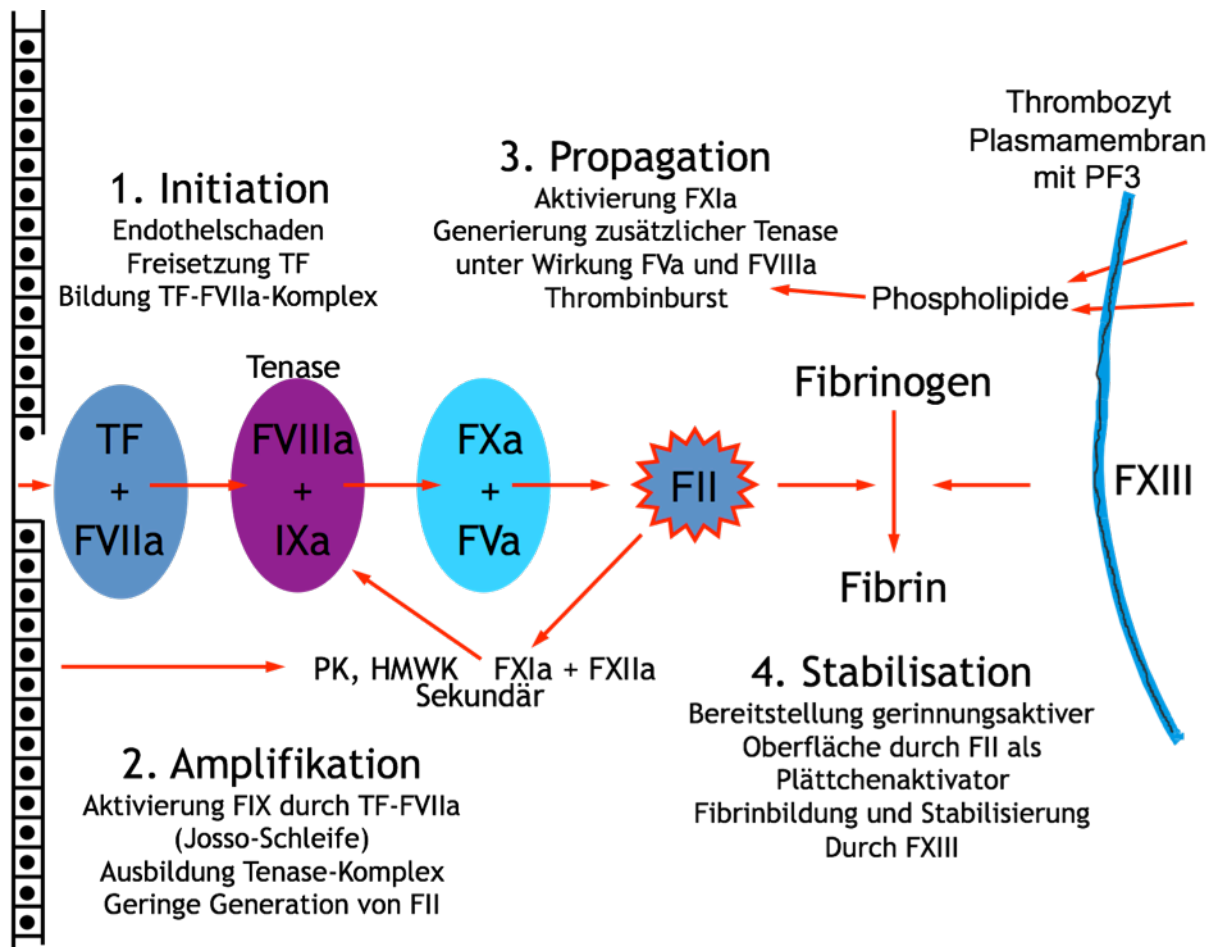 Thrombozyt
Plasmamembran
mit PF3
1. Initiation
Endothelschaden
Freisetzung TF
Bildung TF-FVIIa-Komplex
3. Propagation
Aktivierung FXIa
Generierung zusätzlicher Tenase
unter Wirkung FVa und FVIIIa
Thrombinburst
Phospholipide
Tenase
TF
+
FVIIa
FVIIIa
+
IXa
FXa
+
FVa
FII
Fibrinogen
Fibrin
FXIII
PK, HMWK
FXIa + FXIIa
Sekundär
2. Amplifikation
Aktivierung FIX durch TF-FVIIa
(Josso-Schleife)
Ausbildung Tenase-Komplex
Geringe Generation von FII
4. Stabilisation
Bereitstellung gerinnungsaktiver
Oberfläche durch FII als
Plättchenaktivator
Fibrinbildung und Stabilisierung
Durch FXIII